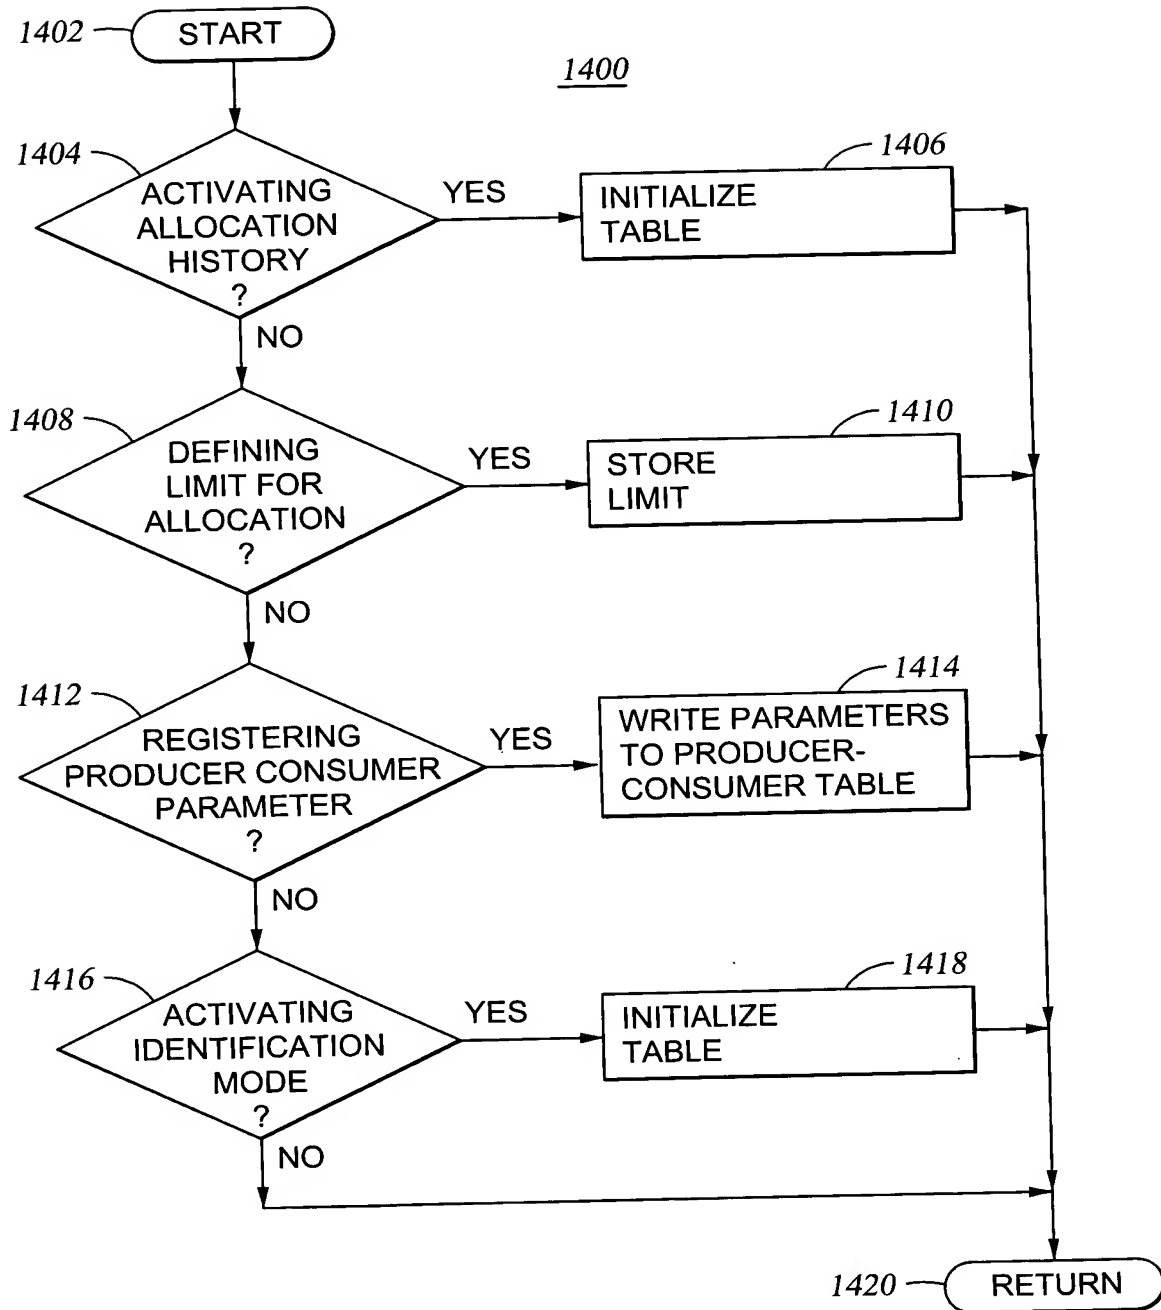 1402
START
1400
1404
ACTIVATING
ALLOCATION
HISTORY
?
YES
1406
INITIALIZE
TABLE
NO
1408
DEFINING
LIMIT FOR
ALLOCATION
?
YES
1410
STORE
LIMIT
NO
1412
REGISTERING
PRODUCER CONSUMER
PARAMETER
?
YES
1414
WRITE PARAMETERS
TO PRODUCER-
CONSUMER TABLE
NO
1416
ACTIVATING
IDENTIFICATION
MODE
?
YES
1418
INITIALIZE
TABLE
NO
1420
RETURN